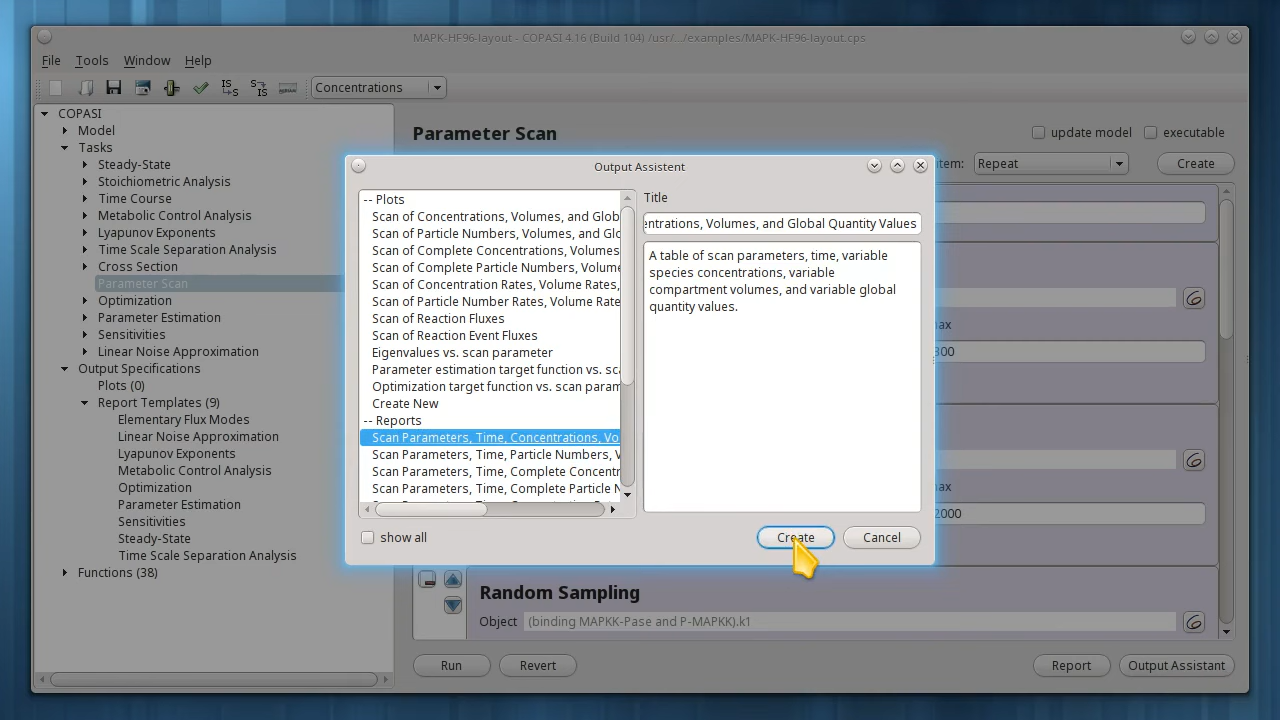 MAPK-HF96-layout - COPASI 4.16 (Build 104) /usr/.../examples/MAPK-HF96-layout.cps
File Tools Window Help
Concentrations
COPASI
Model
Tasks
Steady-State
Stoichiometric Analysis
Time Course
Metabolic Control Analysis
Lyapunov Exponents
Time Scale Separation Analysis
Cross Section
Parameter Scan
Optimization
Parameter Estimation
Sensitivities
Linear Noise Approximation
Output Specifications
Plots (0)
Report Templates (9)
Elementary Flux Modes
Linear Noise Approximation
Lyapunov Exponents
Metabolic Control Analysis
Optimization
Parameter Estimation
Sensitivities
Steady-State
Time Scale Separation Analysis
Functions (38)
Parameter Scan
update model
executable
tem: Repeat
Create
Output Assistent
-- Plots
Scan of Concentrations, Volumes, and Glob
Scan of Particle Numbers, Volumes, and Glo
Scan of Complete Concentrations, Volumes
Scan of Complete Particle Numbers, Volume
Scan of Concentration Rates, Volume Rates,
Scan of Particle Number Rates, Volume Rate
Scan of Reaction Fluxes
Scan of Reaction Event Fluxes
Eigenvalues vs. scan parameter
Parameter estimation target function vs. sca
Optimization target function vs. scan param
Create New
-- Reports
Scan Parameters, Time, Concentrations, Vo
Scan Parameters, Time, Particle Numbers, V
Scan Parameters, Time, Complete Concentr
Scan Parameters, Time, Complete Particle N
show all
Title
entrations, Volumes, and Global Quantity Values
A table of scan parameters, time, variable
species concentrations, variable
compartment volumes, and variable global
quantity values.
Create
Cancel
max
300
max
2000
Random Sampling
Object (binding MAPKK-Pase and P-MAPKK).k1
Run
Revert
Report
Output Assistant